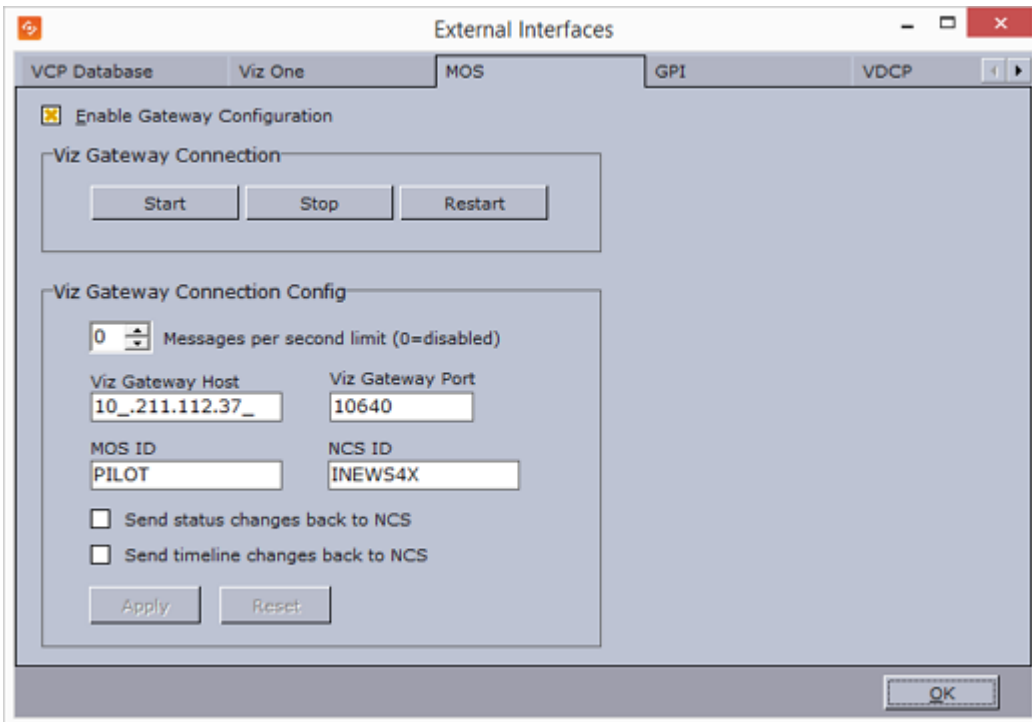 External Interfaces
VCP Database Viz One MOS GPI VDCP
Enable Gateway Configuration
Viz Gateway Connection
Start Stop Restart
Viz Gateway Connection Config
0 Messages per second limit (0=disabled)
Viz Gateway Host Viz Gateway Port
10_.211.112.37_ 10640
MOS ID NCS ID
PILOT INEWS4X
Send status changes back to NCS
Send timeline changes back to NCS
Apply Reset
OK